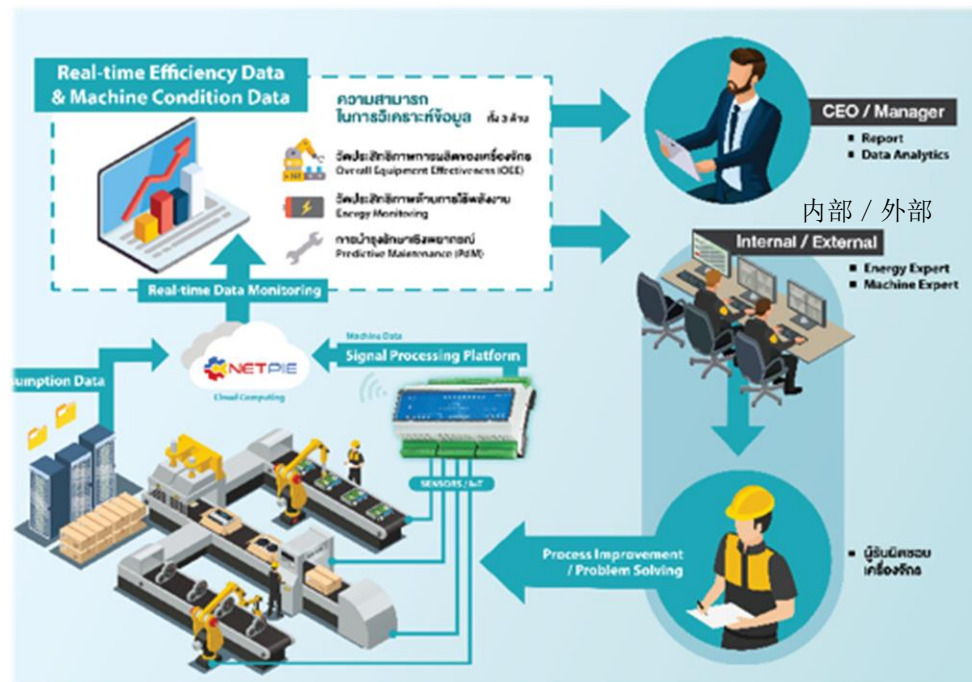 Real-time Efficiency Data
& Machine Condition Data
ความสามารถ
ในการวิเคราะห์ข้อมูล ทั้ง 3 ด้าน
วัดประสิทธิภาพการผลิตของเครื่องจักร
Overall Equipment Effectiveness (OEE)
วัดประสิทธิภาพด้านการใช้พลังงาน
Energy Monitoring
การบำรุงรักษาเชิงพยากรณ์
Predictive Maintenance (PdM)
CEO / Manager
■ Report
■ Data Analytics
内部 / 外部
Internal / External
■ Energy Expert
■ Machine Expert
Real-time Data Monitoring
Machine Data
Signal Processing Platform
NETPIE
Cloud Computing
sumption Data
SENSORS / IoT
Process Improvement
/ Problem Solving
■ ผู้รับผิดชอบ
เครื่องจักร